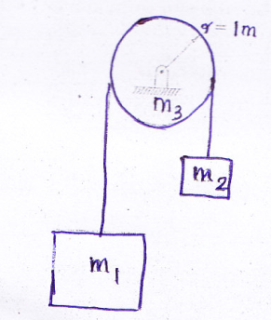 r = 1m
m3
m2
m1